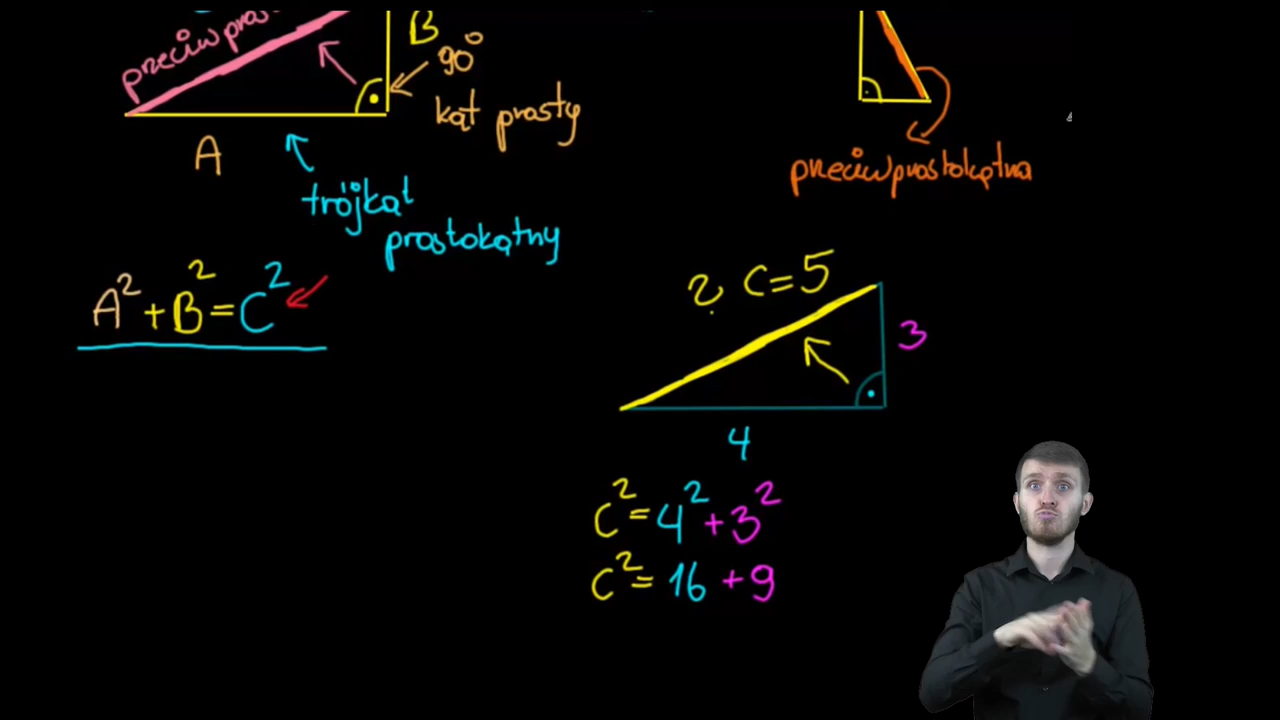 B
90°
kąt prosty
A
trójkąt
prostokątny
przeciwprostokątna
A²+B²=C²
? C=5
3
4
C²=4²+3²
C²=16+9